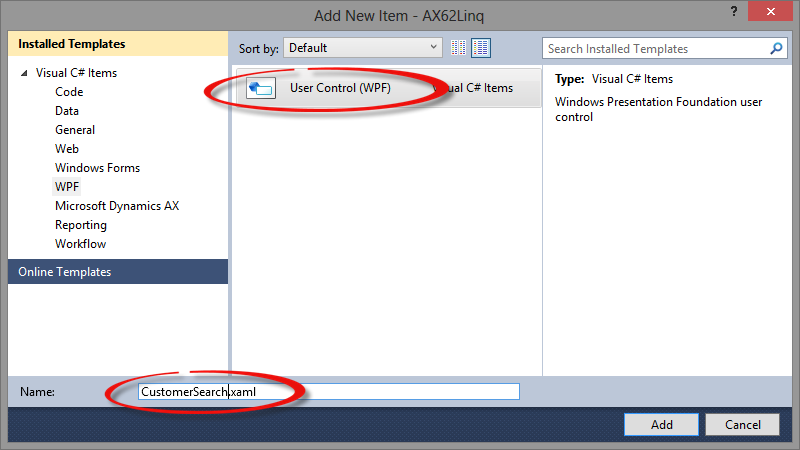 Add New Item - AX62Linq
?
Installed Templates
Sort by: Default
Search Installed Templates
Visual C# Items
Code
Data
General
Web
Windows Forms
WPF
Microsoft Dynamics AX
Reporting
Workflow
Online Templates
User Control (WPF) Visual C# Items
Type: Visual C# Items
Windows Presentation Foundation user
control
Name: CustomerSearch.xaml
Add Cancel